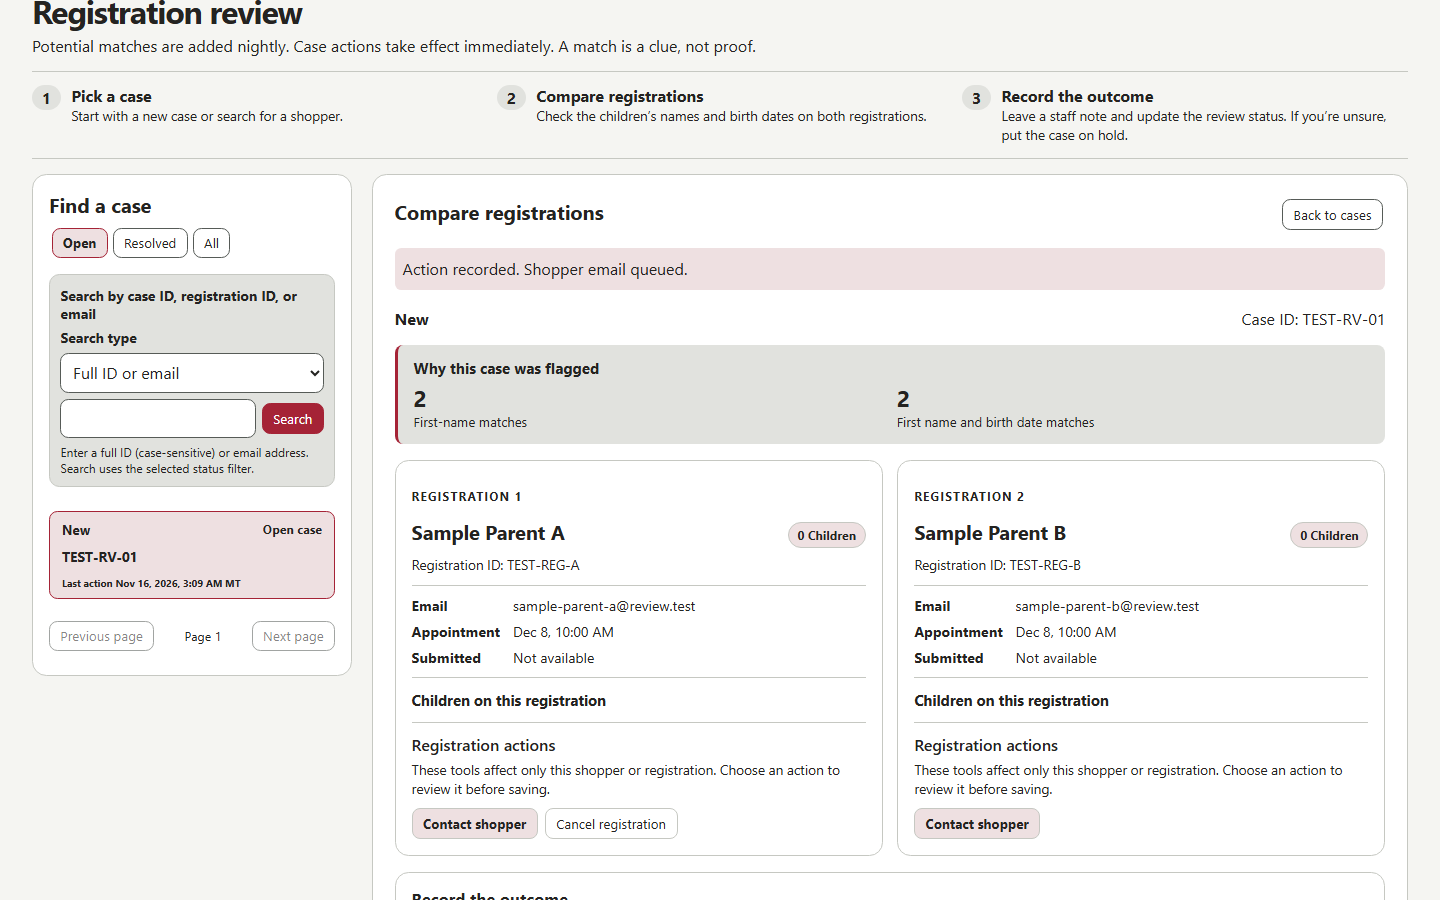 Registration review
Potential matches are added nightly. Case actions take effect immediately. A match is a clue, not proof.
1
Pick a case
Start with a new case or search for a shopper.
2
Compare registrations
Check the children’s names and birth dates on both registrations.
3
Record the outcome
Leave a staff note and update the review status. If you’re unsure,
put the case on hold.
Find a case
Open
Resolved
All
Search by case ID, registration ID, or
email
Search type
Full ID or email
Search
Enter a full ID (case-sensitive) or email address.
Search uses the selected status filter.
New
Open case
TEST-RV-01
Last action Nov 16, 2026, 3:09 AM MT
Previous page
Page 1
Next page
Compare registrations
Back to cases
Action recorded. Shopper email queued.
New
Case ID: TEST-RV-01
Why this case was flagged
2
First-name matches
2
First name and birth date matches
REGISTRATION 1
Sample Parent A
0 Children
Registration ID: TEST-REG-A
Email sample-parent-a@review.test
Appointment Dec 8, 10:00 AM
Submitted Not available
Children on this registration
Registration actions
These tools affect only this shopper or registration. Choose an action to
review it before saving.
Contact shopper
Cancel registration
REGISTRATION 2
Sample Parent B
0 Children
Registration ID: TEST-REG-B
Email sample-parent-b@review.test
Appointment Dec 8, 10:00 AM
Submitted Not available
Children on this registration
Registration actions
These tools affect only this shopper or registration. Choose an action to
review it before saving.
Contact shopper
Record the outcome